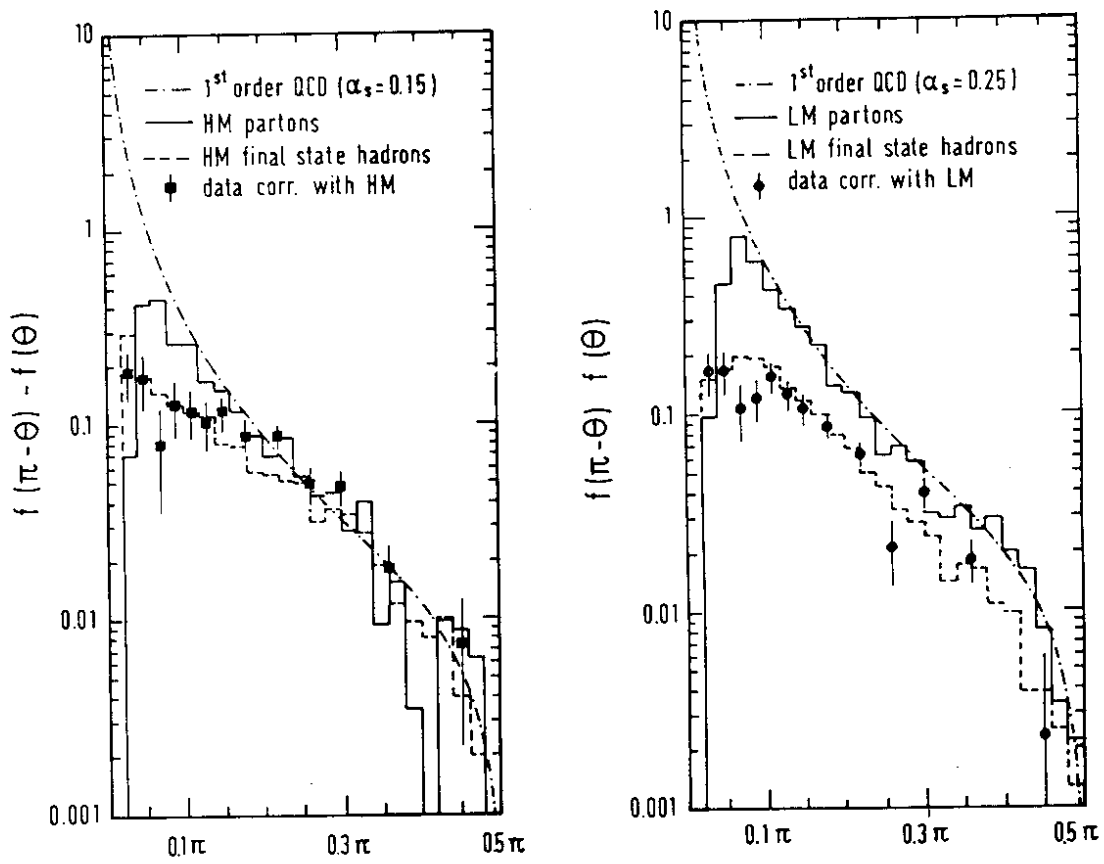 10
1
0.1
0.01
0.001
f(π-θ) - f(θ)
1st order QCD (αs=0.15)
HM partons
HM final state hadrons
data corr. with HM
0.1π
0.3π
0.5π
10
1
0.1
0.01
0.001
f(π-θ) f(θ)
1st order QCD (αs=0.25)
LM partons
LM final state hadrons
data corr. with LM
0.1π
0.3π
0.5π